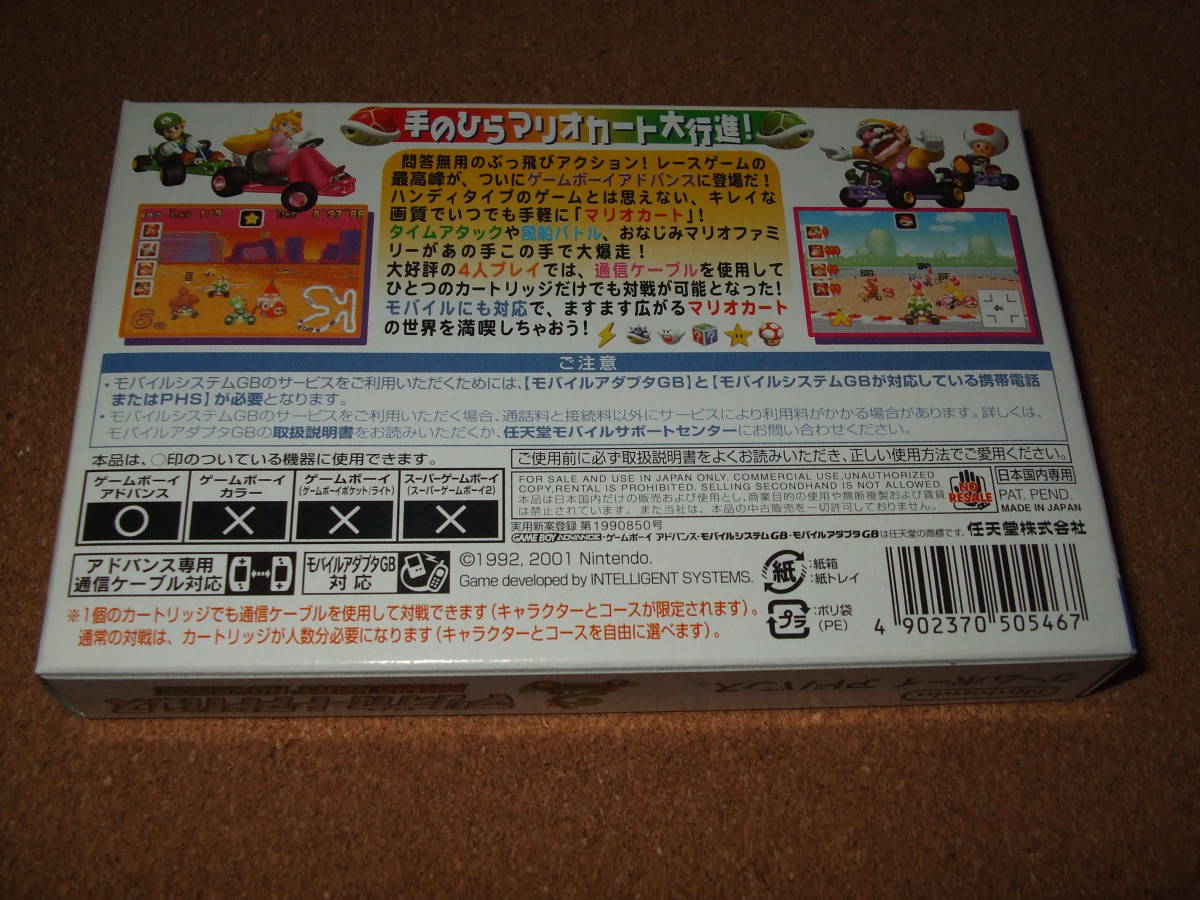 手のひらマリオカート大行進!
問答無用のぶっ飛びアクション!レースゲームの
最高峰が、ついにゲームボーイアドバンスに登場だ!
ハンディタイプのゲームとは思えない、キレイな
画質でいつでも手軽に「マリオカート」!
タイムアタックや風船バトル、おなじみマリオファミ
リーがあの手この手で大爆走!
大好評の4人プレイでは、通信ケーブルを使用して
ひとつのカートリッジだけでも対戦が可能となった!
モバイルにも対応で、ますます広がるマリオカート
の世界を満喫しちゃおう!
ご注意
・モバイルシステムGBのサービスをご利用いただくためには、【モバイルアダプタGB】と【モバイルシステムGBが対応している携帯電話
またはPHS】が必要となります。
・モバイルシステムGBのサービスをご利用いただく場合、通話料と接続料以外にサービスにより利用料がかかる場合があります。詳しくは、
モバイルアダプタGBの取扱説明書をお読みいただくか、任天堂モバイルサポートセンターにお問い合わせください。
本品は、○印のついている機器に使用できます。
ゲームボーイ
アドバンス
○
ゲームボーイ
カラー
×
ゲームボーイ
(ゲームボーイポケット/ライト)
×
スーパーゲームボーイ
(スーパーゲームボーイ2)
×
ご使用前に必ず取扱説明書をよくお読みいただき、正しい使用方法でご愛用ください。
FOR SALE AND USE IN JAPAN ONLY. COMMERCIAL USE,UNAUTHORIZED
COPY,RENTAL IS PROHIBITED. SELLING SECONDHAND IS NOT ALLOWED.
本品は日本国内だけの販売および使用とし、商業目的の使用や無断複製および賃貸
は禁止されています。また当社は、本品の中古販売を一切許可しておりません。
NO
RESALE
日本国内専用
PAT. PEND.
MADE IN JAPAN
実用新案登録 第1990850号
GAME BOY ADVANCE・ゲームボーイ アドバンス・モバイルシステムGB・モバイルアダプタGBは任天堂の商標です。
任天堂株式会社
アドバンス専用
通信ケーブル対応
モバイルアダプタGB
対応
©1992, 2001 Nintendo.
Game developed by INTELLIGENT SYSTEMS.
紙
:紙箱
:紙トレイ
プラ
:ポリ袋
(PE)
4 902370 505467
※1個のカートリッジでも通信ケーブルを使用して対戦できます(キャラクターとコースが限定されます)。
通常の対戦は、カートリッジが人数分必要になります(キャラクターとコースを自由に選べます)。
Nintendo
ゲームボーイ アドバンス
マリオカートアドバンス